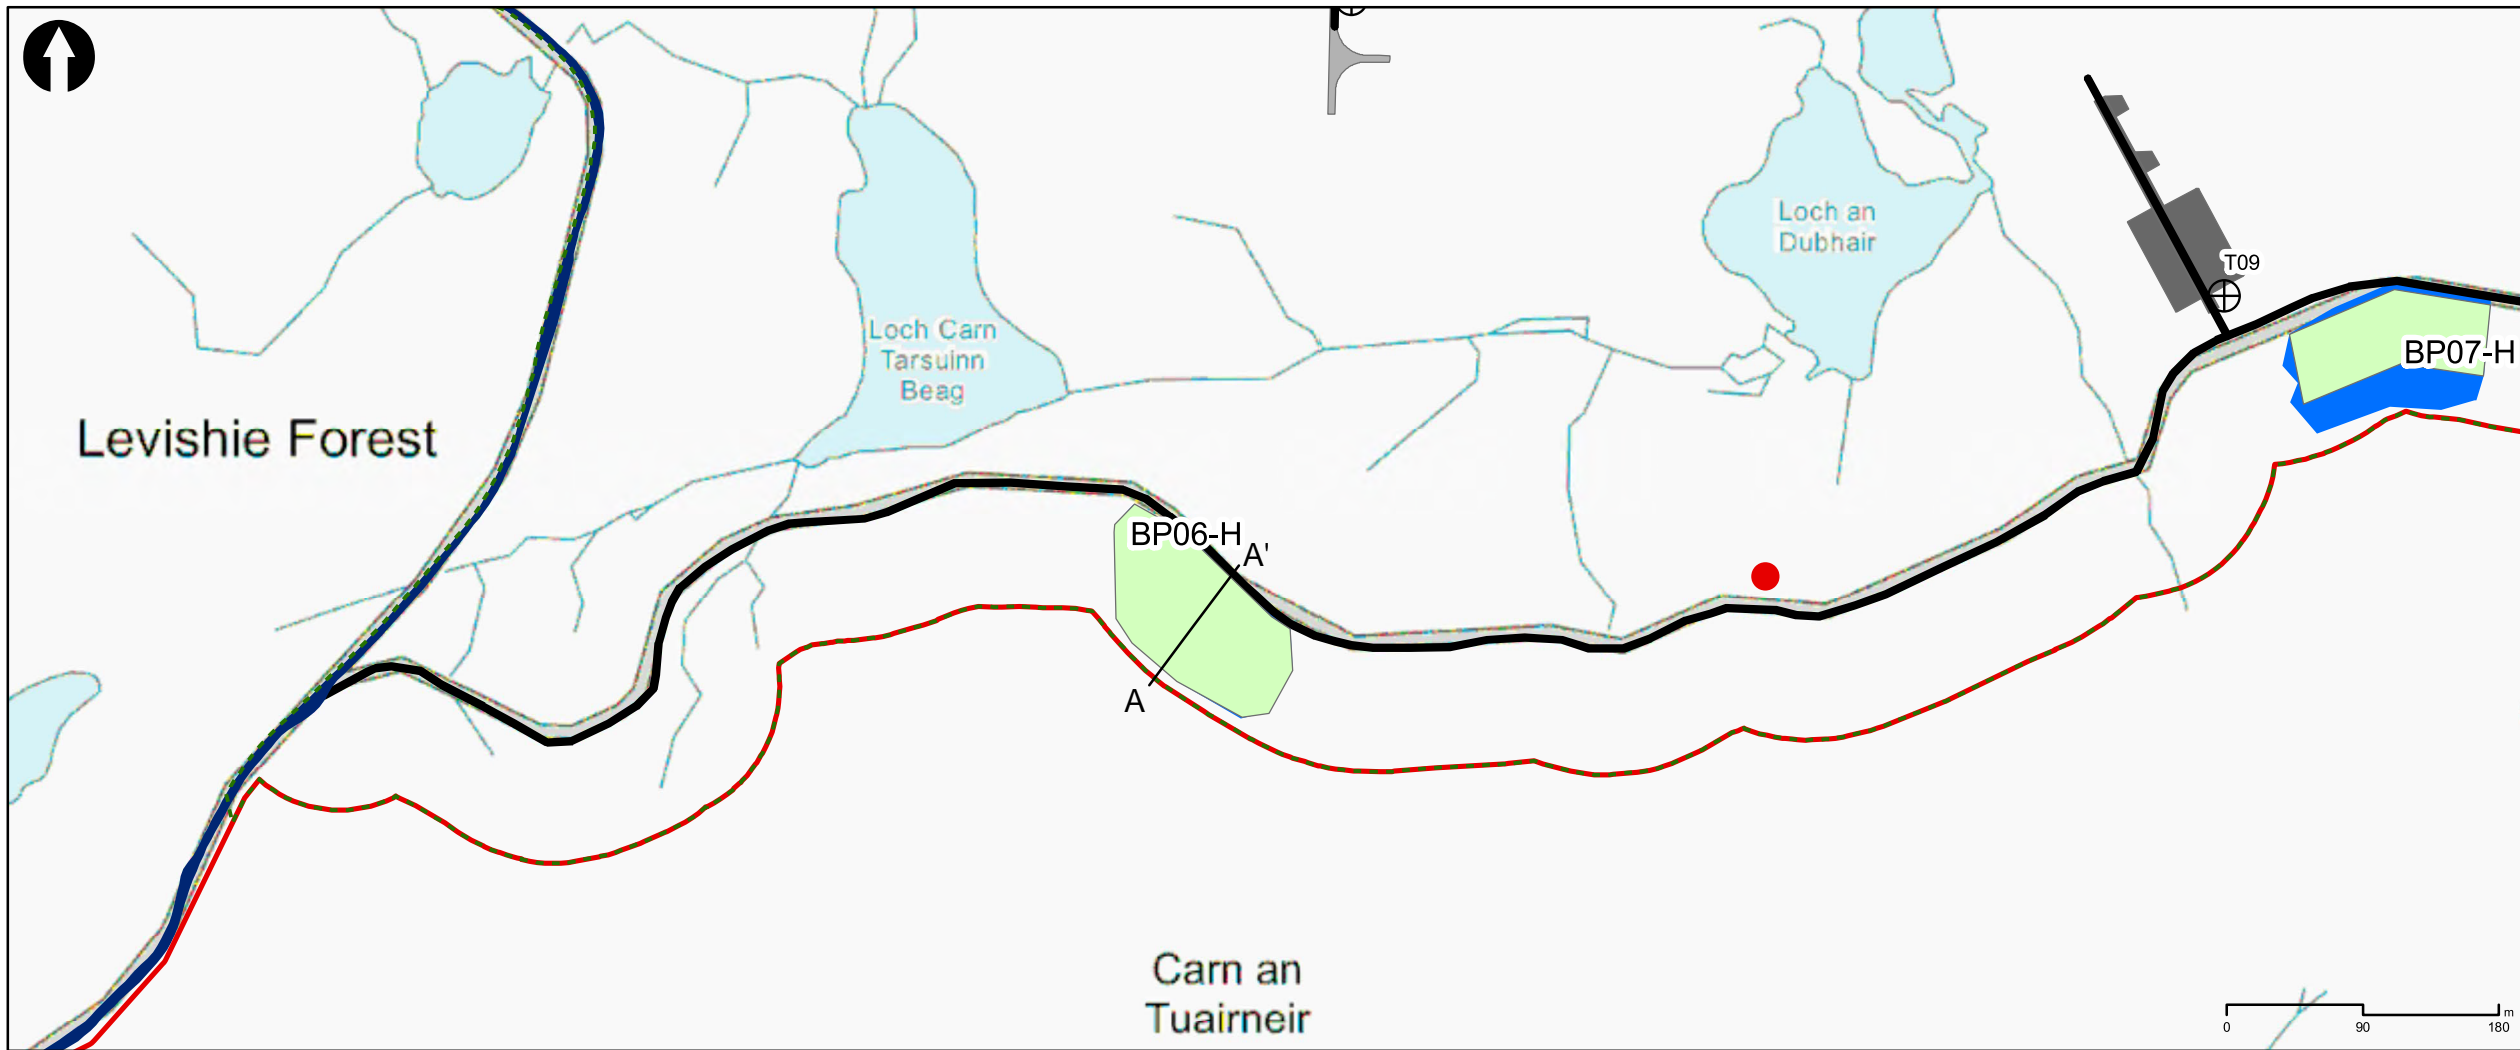 Loch an
Dubhair
T09
Loch Carn
Tarsuinn
Beag
BP07-H
Levishie Forest
BP06-H
A'
A
Carn an
Tuairneir
m
0 90 180